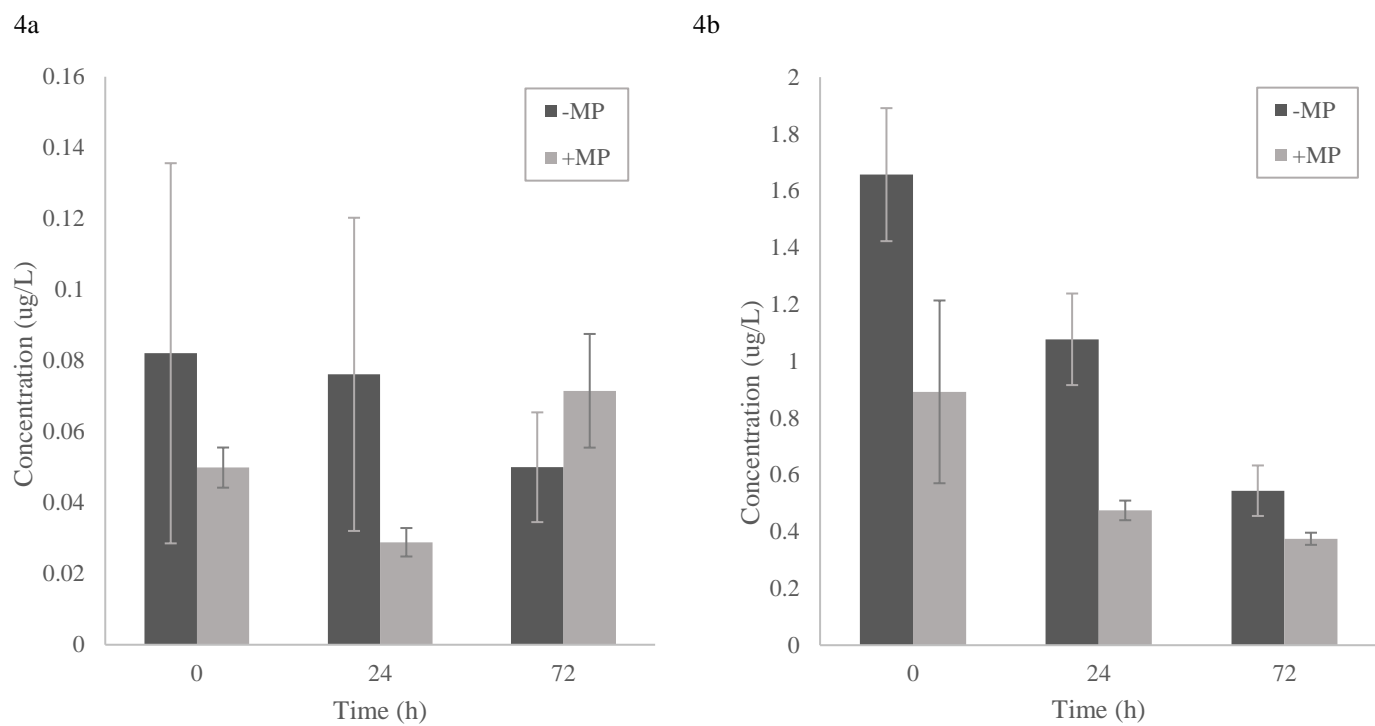 4a
0.16
0.14
0.12
0.1
0.08
0.06
0.04
0.02
0
Concentration (ug/L)
-MP
+MP
0 24 72
Time (h)
4b
2
1.8
1.6
1.4
1.2
1
0.8
0.6
0.4
0.2
0
Concentration (ug/L)
-MP
+MP
0 24 72
Time (h)